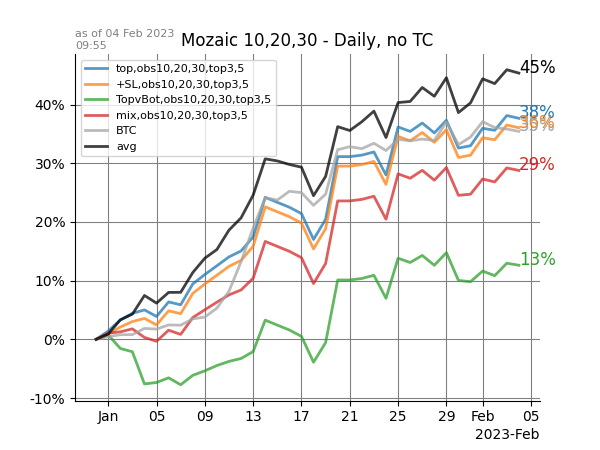 as of 04 Feb 2023
09:55
Mozaic 10,20,30 - Daily, no TC
top,obs10,20,30,top3,5
+SL,obs10,20,30,top3,5
TopvBot,obs10,20,30,top3,5
mix,obs10,20,30,top3,5
BTC
avg
45%
38%
29%
13%
40%
30%
20%
10%
0%
-10%
Jan 05 09 13 17 21 25 29 Feb 05
2023-Feb